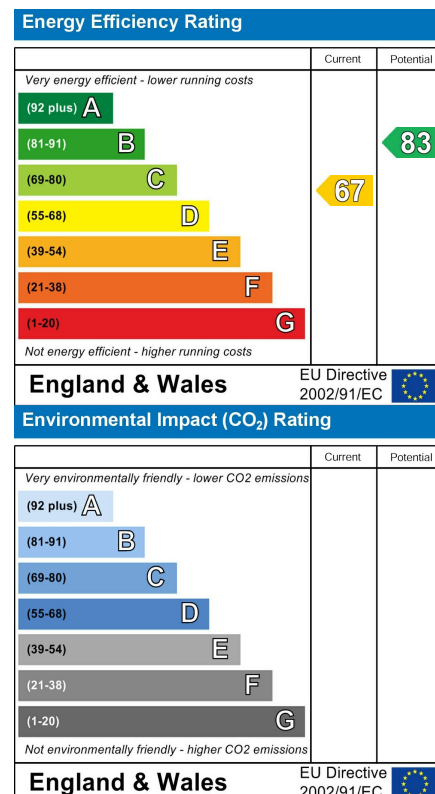 Energy Efficiency Rating
Current Potential
Very energy efficient - lower running costs
(92 plus) A
(81-91) B
83
(69-80) C
67
(55-68) D
(39-54) E
(21-38) F
(1-20) G
Not energy efficient - higher running costs
England & Wales
EU Directive
2002/91/EC
Environmental Impact (CO₂) Rating
Current Potential
Very environmentally friendly - lower CO2 emissions
(92 plus) A
(81-91) B
(69-80) C
(55-68) D
(39-54) E
(21-38) F
(1-20) G
Not environmentally friendly - higher CO2 emissions
England & Wales
EU Directive
2002/91/EC